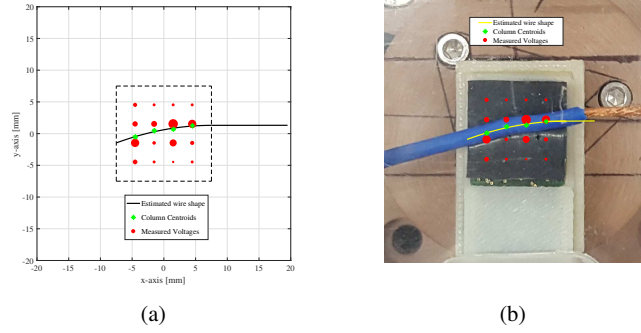 20
15
10
5
0
-5
-10
-15
-20
y-axis [mm]
Estimated wire shape
Column Centroids
Measured Voltages
-20 -15 -10 -5 0 5 10 15 20
x-axis [mm]
(a)
Estimated wire shape
Column Centroids
Measured Voltages
(b)